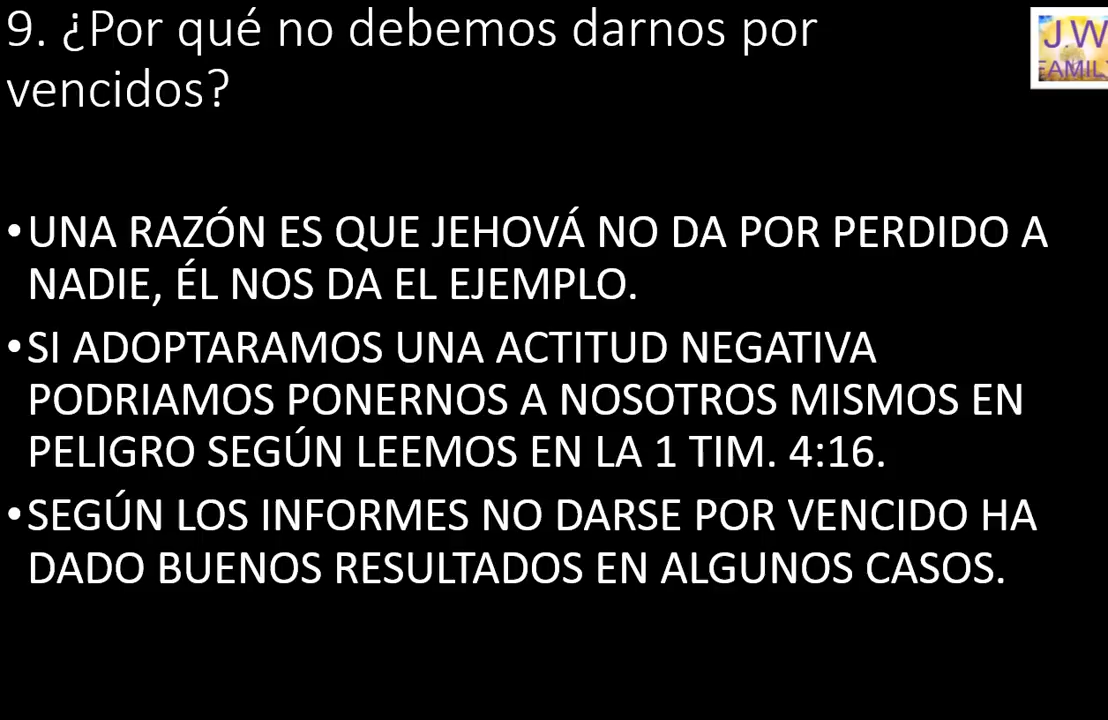 9. ¿Por qué no debemos darnos por
vencidos?
J.W
FAMILY
•UNA RAZÓN ES QUE JEHOVÁ NO DA POR PERDIDO A
NADIE, ÉL NOS DA EL EJEMPLO.
•SI ADOPTARAMOS UNA ACTITUD NEGATIVA
PODRIAMOS PONERNOS A NOSOTROS MISMOS EN
PELIGRO SEGÚN LEEMOS EN LA 1 TIM. 4:16.
•SEGÚN LOS INFORMES NO DARSE POR VENCIDO HA
DADO BUENOS RESULTADOS EN ALGUNOS CASOS.